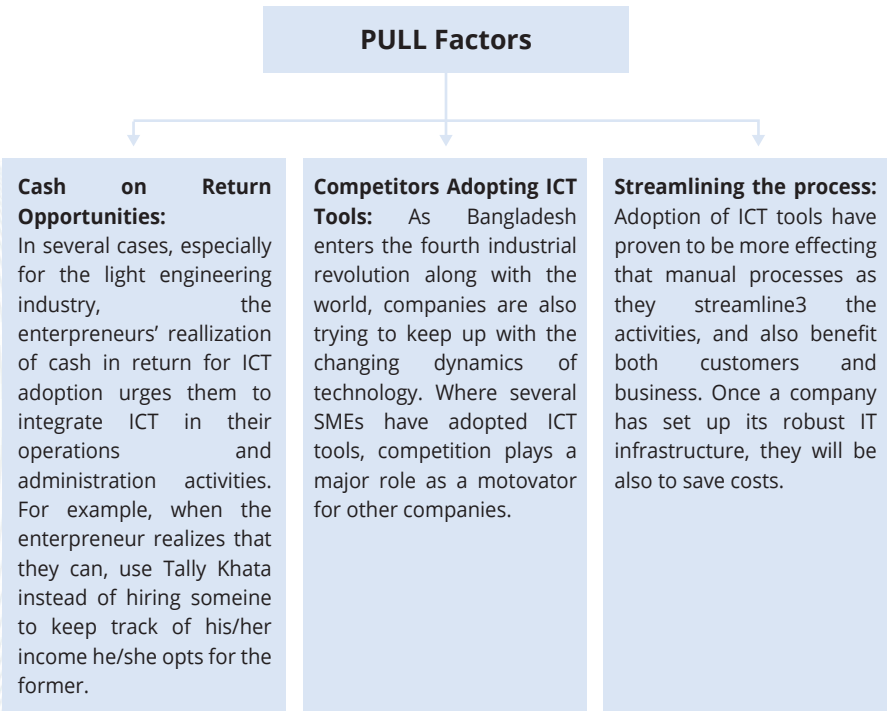 PULL Factors
Cash on Return
Opportunities:
In several cases, especially
for the light engineering
industry, the
enterpreneurs’ reallization
of cash in return for ICT
adoption urges them to
integrate ICT in their
operations and
administration activities.
For example, when the
enterpreneur realizes that
they can, use Tally Khata
instead of hiring someine
to keep track of his/her
income he/she opts for the
former.
Competitors Adopting ICT
Tools: As Bangladesh
enters the fourth industrial
revolution along with the
world, companies are also
trying to keep up with the
changing dynamics of
technology. Where several
SMEs have adopted ICT
tools, competition plays a
major role as a motovator
for other companies.
Streamlining the process:
Adoption of ICT tools have
proven to be more effecting
that manual processes as
they streamline3 the
activities, and also benefit
both customers and
business. Once a company
has set up its robust IT
infrastructure, they will be
also to save costs.